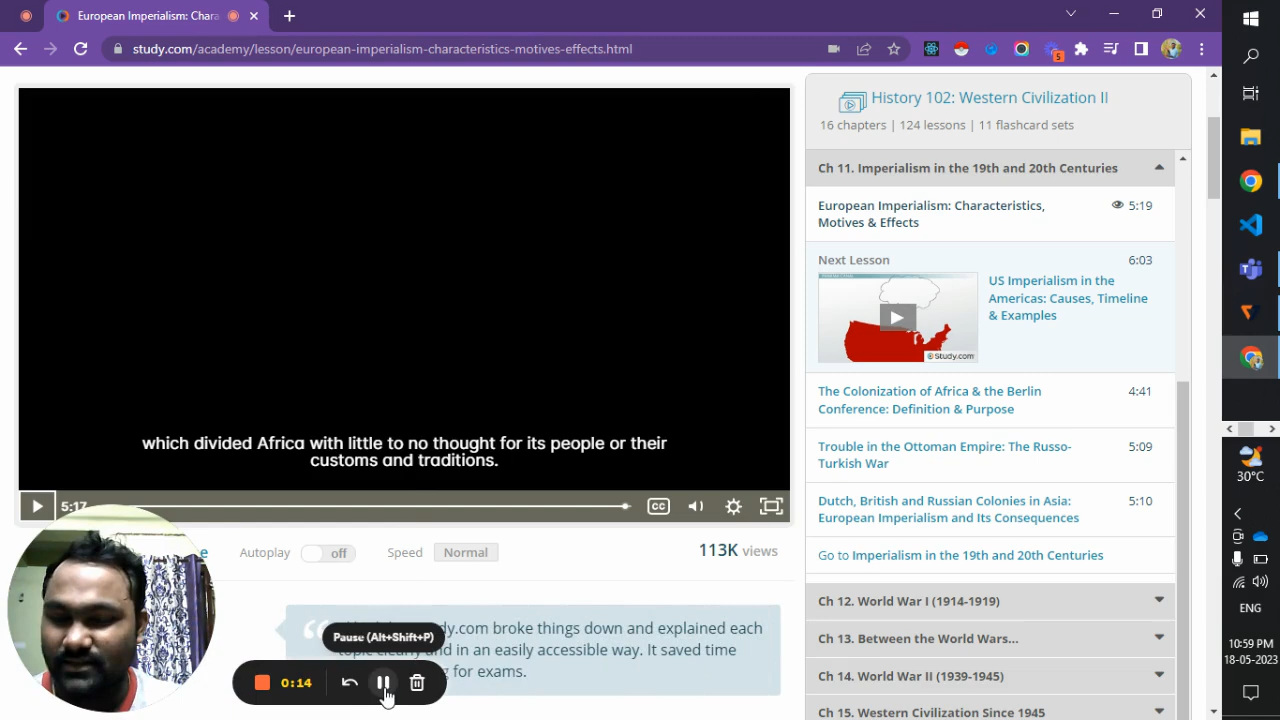 European Imperialism: Chara
study.com/academy/lesson/european-imperialism-characteristics-motives-effects.html
5
which divided Africa with little to no thought for its people or their
customs and traditions.
5:17
CC
e
Autoplay
off
Speed
Normal
113K views
dy.com broke things down and explained each
topic clearly and in an easily accessible way. It saved time
g for exams.
Pause (Alt+Shift+P)
0:14
History 102: Western Civilization II
16 chapters | 124 lessons | 11 flashcard sets
Ch 11. Imperialism in the 19th and 20th Centuries
European Imperialism: Characteristics,
Motives & Effects
5:19
Next Lesson
6:03
US Imperialism in the
Americas: Causes, Timeline
& Examples
© Study.com
The Colonization of Africa & the Berlin
Conference: Definition & Purpose
4:41
Trouble in the Ottoman Empire: The Russo-
Turkish War
5:09
Dutch, British and Russian Colonies in Asia:
European Imperialism and Its Consequences
5:10
Go to Imperialism in the 19th and 20th Centuries
Ch 12. World War I (1914-1919)
Ch 13. Between the World Wars...
Ch 14. World War II (1939-1945)
Ch 15. Western Civilization Since 1945
30°C
ENG
10:59 PM
18-05-2023